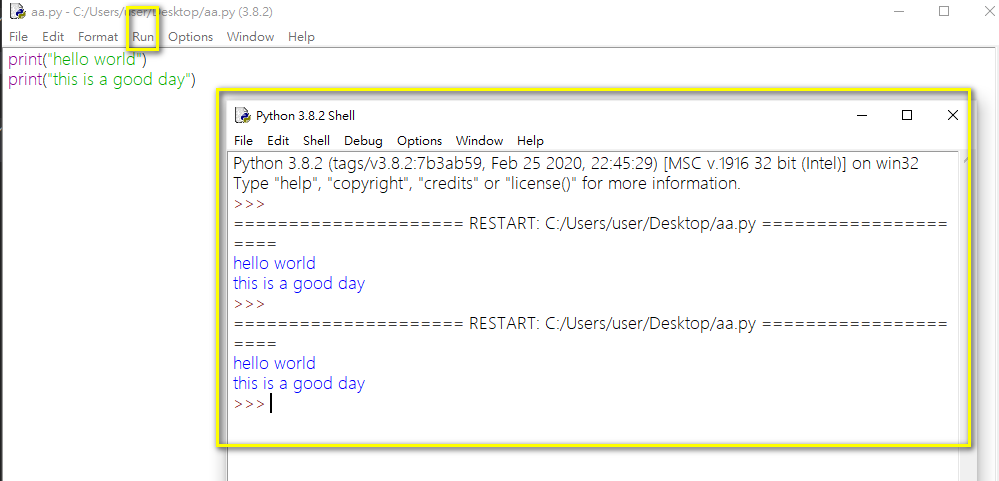 aa.py - C:/Users/user/Desktop/aa.py (3.8.2)
File Edit Format Run Options Window Help
print("hello world")
print("this is a good day")
Python 3.8.2 Shell
File Edit Shell Debug Options Window Help
Python 3.8.2 (tags/v3.8.2:7b3ab59, Feb 25 2020, 22:45:29) [MSC v.1916 32 bit (Intel)] on win32
Type "help", "copyright", "credits" or "license()" for more information.
>>>
===================== RESTART: C:/Users/user/Desktop/aa.py =================
====
hello world
this is a good day
>>>
===================== RESTART: C:/Users/user/Desktop/aa.py =================
====
hello world
this is a good day
>>>